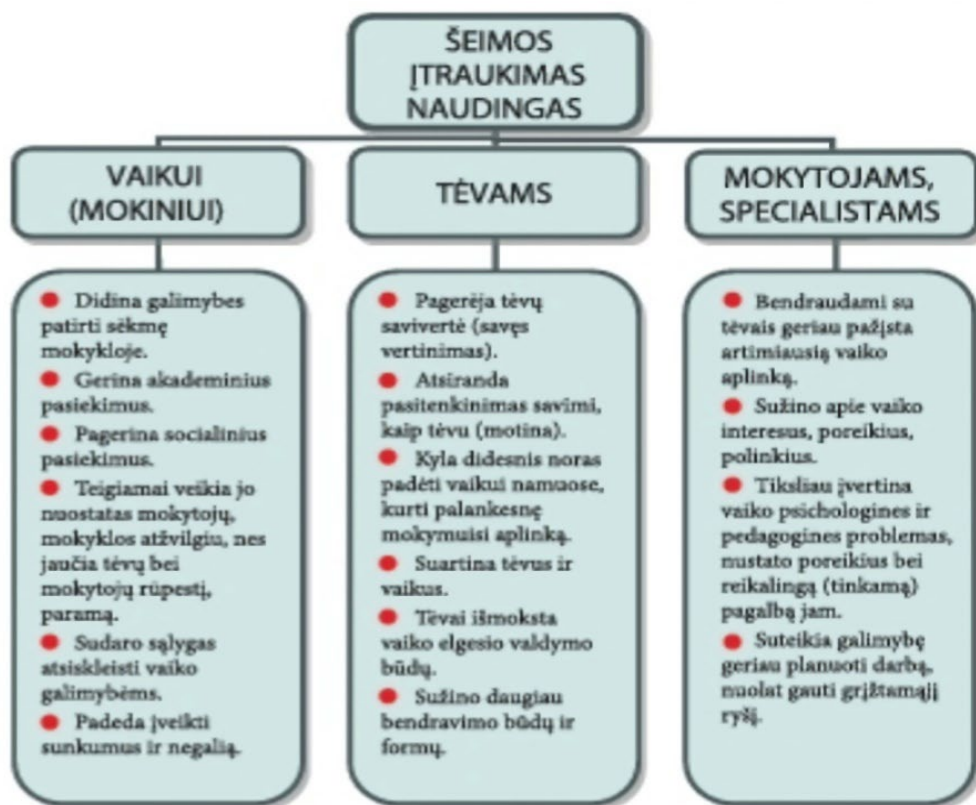 ŠEIMOS
ĮTRAUKIMAS
NAUDINGAS
VAIKUI
(MOKINIUI)
● Didina galimybes
patirti sėkmę
mokykloje.
● Gerina akademinius
pasiekimus.
● Pagerina socialinius
pasiekimus.
● Teigiamai veikia jo
nuostatas mokytojų,
mokyklos atžvilgiu, nes
jaučia tėvų bei
mokytojų rūpestį,
paramą.
● Sudaro sąlygas
atsiskleisti vaiko
galimybėms.
● Padeda įveikti
sunkumus ir negalią.
TĖVAMS
● Pagerėja tėvų
savivertė (savęs
vertinimas).
● Atsiranda
pasitenkinimas savimi,
kaip tėvu (motina).
● Kyla didesnis noras
padėti vaikui namuose,
kurti palankesnę
mokymuisi aplinką.
● Suartina tėvus ir
vaikus.
● Tėvai išmoksta
vaiko elgesio valdymo
būdų.
● Sužino daugiau
bendravimo būdų ir
formų.
MOKYTOJAMS,
SPECIALISTAMS
● Bendraudami su
tėvais geriau pažįsta
artimiausią vaiko
aplinką.
● Sužino apie vaiko
interesus, poreikius,
polinkius.
● Tiksliau įvertina
vaiko psichologines ir
pedagogines problemas,
nustato poreikius bei
reikalingą (tinkamą)
pagalbą jam.
● Suteikia galimybę
geriau planuoti darbą,
nuolat gauti grįžtamąjį
ryšį.